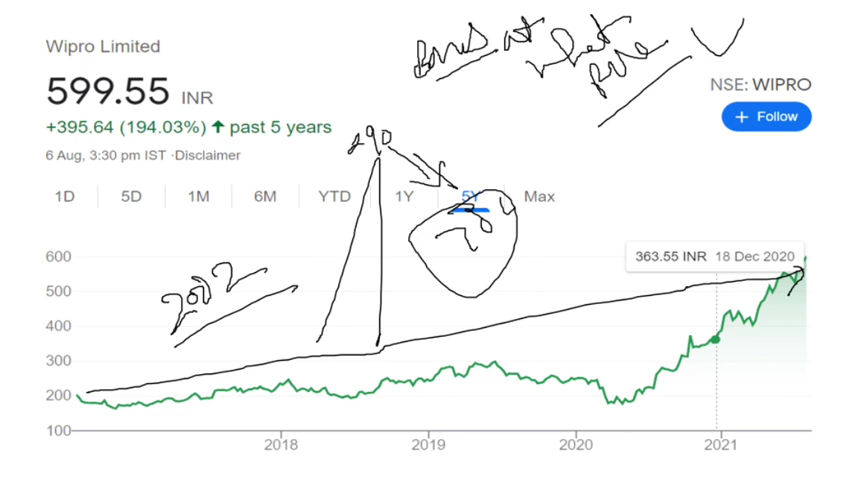 Wipro Limited
599.55 INR
NSE: WIPRO
+395.64 (194.03%) ↑ past 5 years
+ Follow
6 Aug, 3:30 pm IST ·Disclaimer
at
290
1D 5D 1M 6M YTD 1Y 5Y Max
363.55 INR 18 Dec 2020
600
500
400
300
200
100
2018 2019 2020 2021